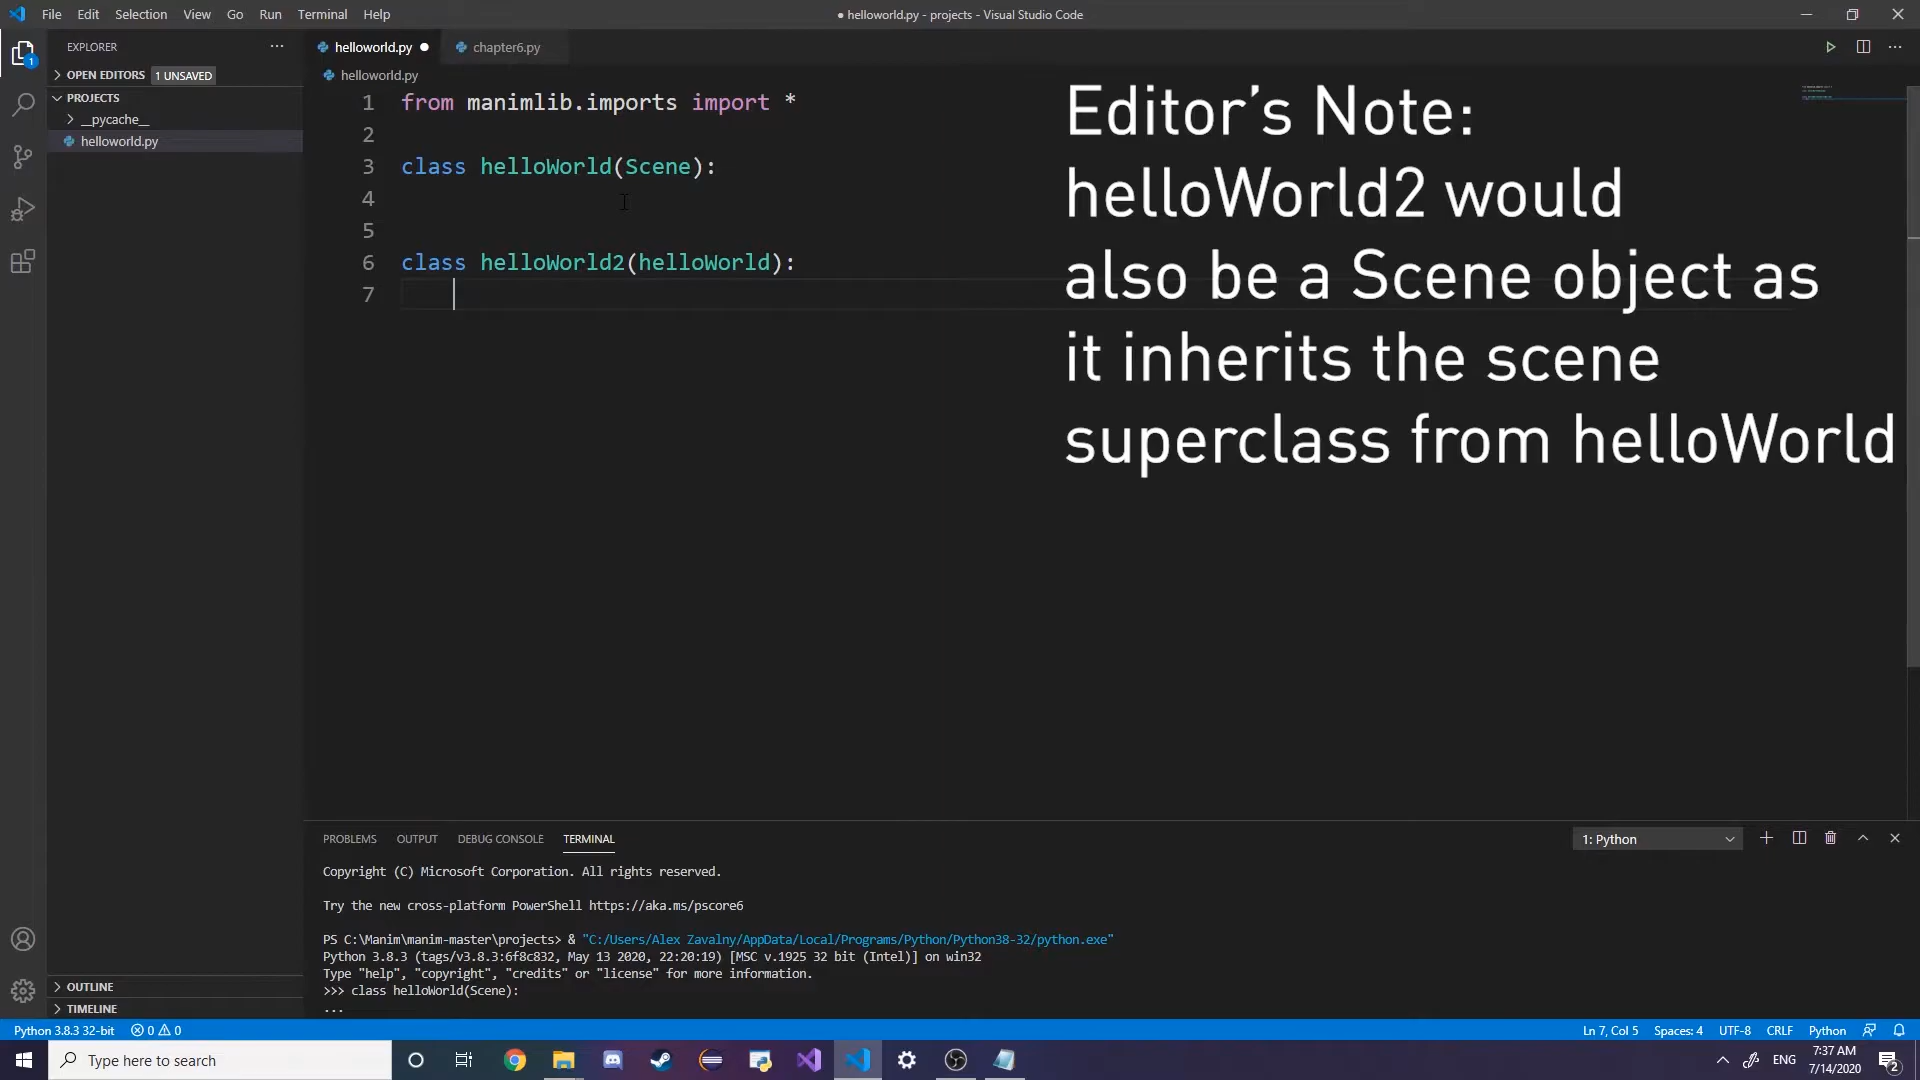 File Edit Selection View Go Run Terminal Help
● helloworld.py - projects - Visual Studio Code
EXPLORER
helloworld.py
chapter6.py
OPEN EDITORS 1 UNSAVED
helloworld.py
PROJECTS
__pycache__
helloworld.py
1
1 from manimlib.imports import *
2
3 class helloWorld(Scene):
4
5
6 class helloWorld2(helloWorld):
7
Editor's Note:
helloWorld2 would
also be a Scene object as
it inherits the scene
superclass from helloWorld
PROBLEMS OUTPUT DEBUG CONSOLE TERMINAL
1: Python
Copyright (C) Microsoft Corporation. All rights reserved.
Try the new cross-platform PowerShell https://aka.ms/pscore6
PS C:\Manim\manim-master\projects> & "C:/Users/Alex Zavalny/AppData/Local/Programs/Python/Python38-32/python.exe"
Python 3.8.3 (tags/v3.8.3:6f8c832, May 13 2020, 22:20:19) [MSC v.1925 32 bit (Intel)] on win32
Type "help", "copyright", "credits" or "license" for more information.
>>> class helloWorld(Scene):
...
OUTLINE
TIMELINE
Python 3.8.3 32-bit 0 0
Ln 7, Col 5 Spaces: 4 UTF-8 CRLF Python
Type here to search
ENG
7:37 AM
7/14/2020
2